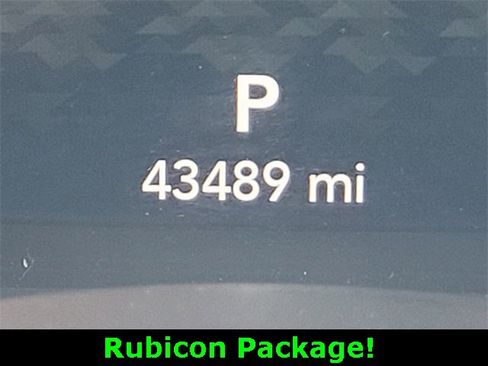 P
43489 mi
Rubicon Package!